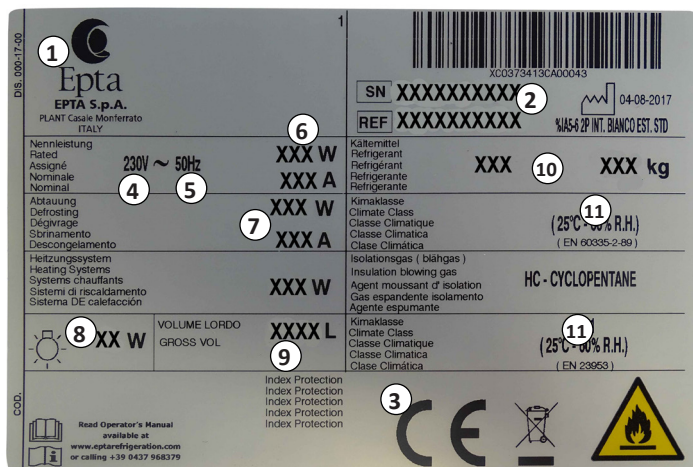 DIS. 000-17-00
1
1
Epta
EPTA S.p.A.
PLANT Casale Monferrato
ITALY
XC0373413CA00043
SN XXXXXXXXXX 2
REF XXXXXXXXXX
04-08-2017
%IA5-6 2P INT. BIANCO EST. STD
Nennleistung
Rated
Assigné
Nominale
Nominal
230V ~ 50Hz
4 5
6
XXX W
XXX A
Kältemittel
Refrigerant
Refrigérant
Refrigerante
Refrigerante
XXX 10 XXX kg
Abtauung
Defrosting
Dégivrage
Sbrinamento
Descongelamento
7
XXX W
XXX A
Kimaklasse
Climate Class
Classe Climatique
Classe Climatica
Clase Climática
11
(25°C - 60% R.H.)
( EN 60335-2-89 )
Heitzungssystem
Heating Systems
Systems chauffants
Sistemi di riscaldamento
Sistema DE calefacción
XXX W
Isolationsgas ( blähgas )
Insulation blowing gas
Agent moussant d' isolation
Gas espandente isolamento
Agente espumante
HC - CYCLOPENTANE
8
XX W
VOLUME LORDO
GROSS VOL
XXXX L
9
Kimaklasse
Climate Class
Classe Climatique
Classe Climatica
Clase Climática
11
(25°C - 60% R.H.)
( EN 23953 )
COD.
Read Operator's Manual
available at
www.eptarefrigeration.com
or calling +39 0437 968379
Index Protection
Index Protection
Index Protection
Index Protection
Index Protection
3
CE